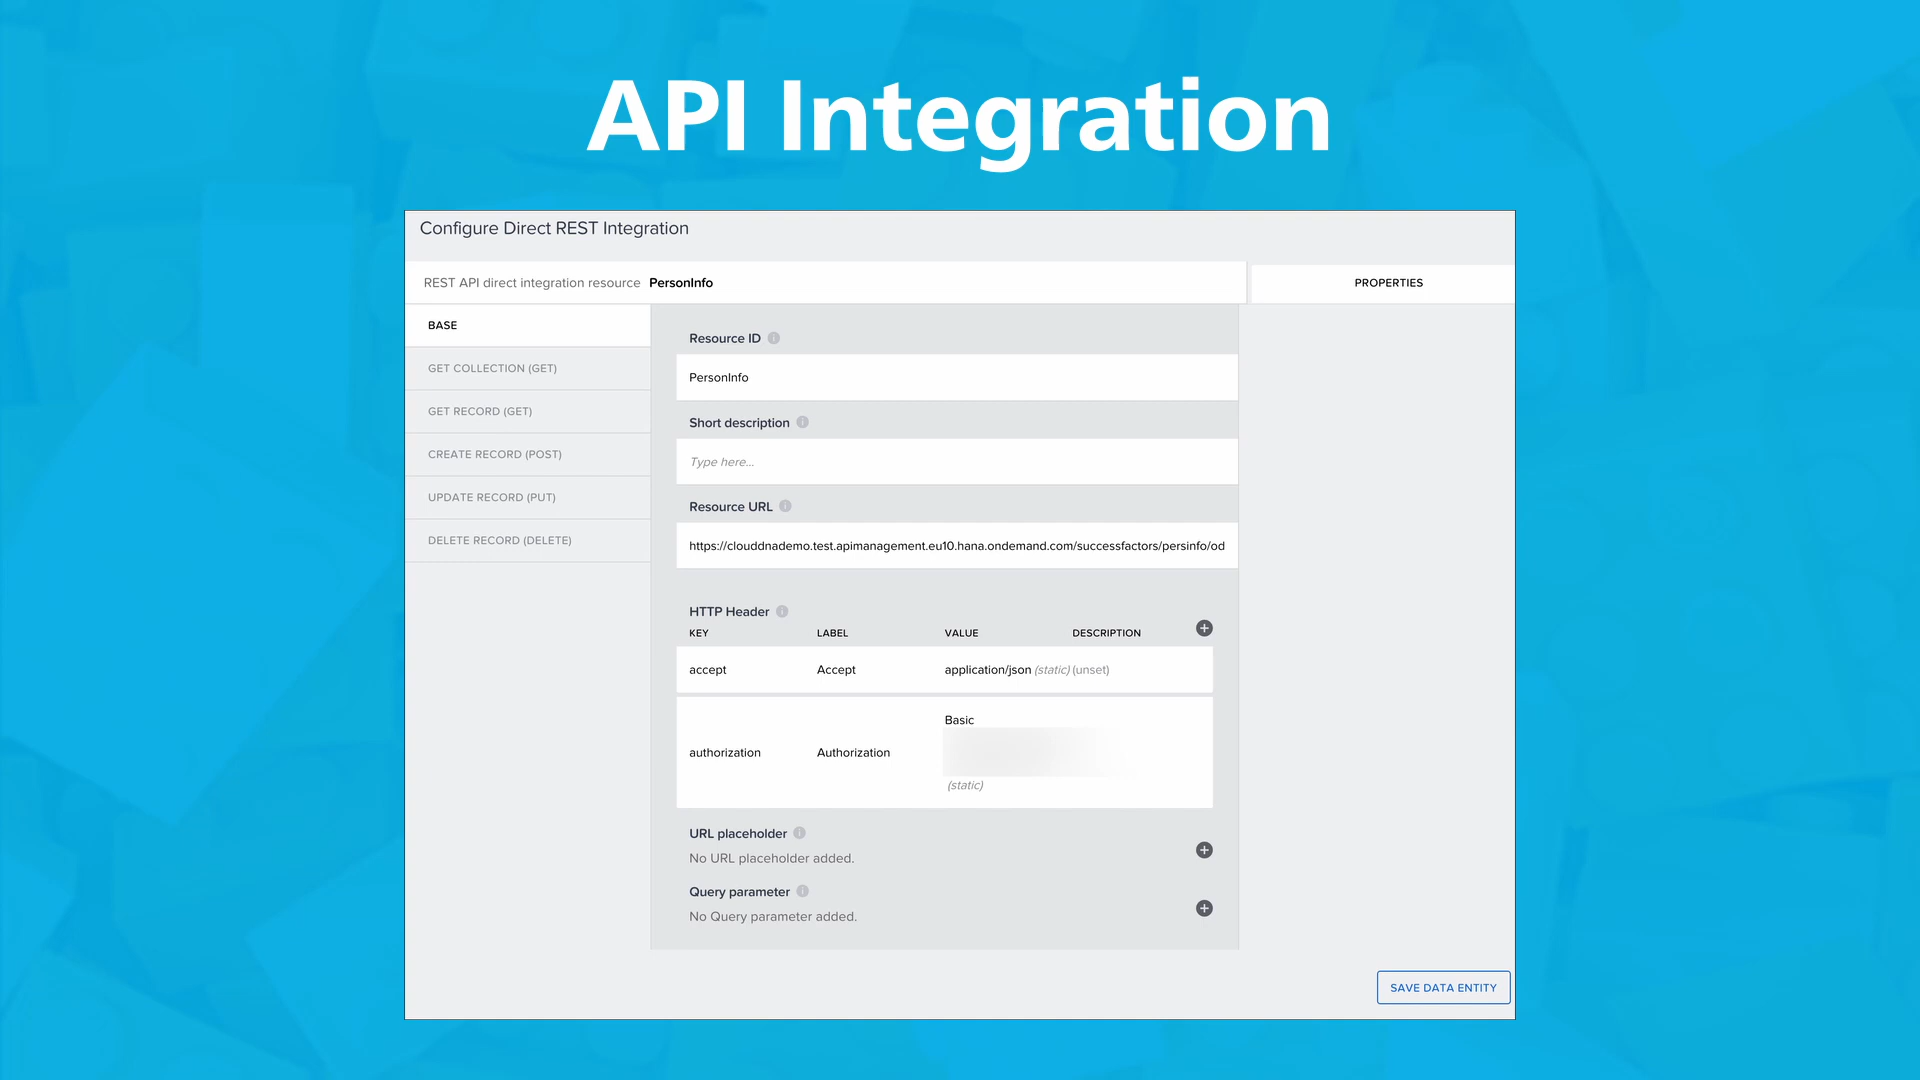 API Integration
Configure Direct REST Integration
REST API direct integration resource PersonInfo
PROPERTIES
BASE
GET COLLECTION (GET)
GET RECORD (GET)
CREATE RECORD (POST)
UPDATE RECORD (PUT)
DELETE RECORD (DELETE)
Resource ID
PersonInfo
Short description
Type here...
Resource URL
https://clouddnademo.test.apimanagement.eu10.hana.ondemand.com/successfactors/persinfo/od
HTTP Header
KEY LABEL VALUE DESCRIPTION
accept Accept application/json (static) (unset)
authorization Authorization Basic
(static)
URL placeholder
No URL placeholder added.
Query parameter
No Query parameter added.
SAVE DATA ENTITY